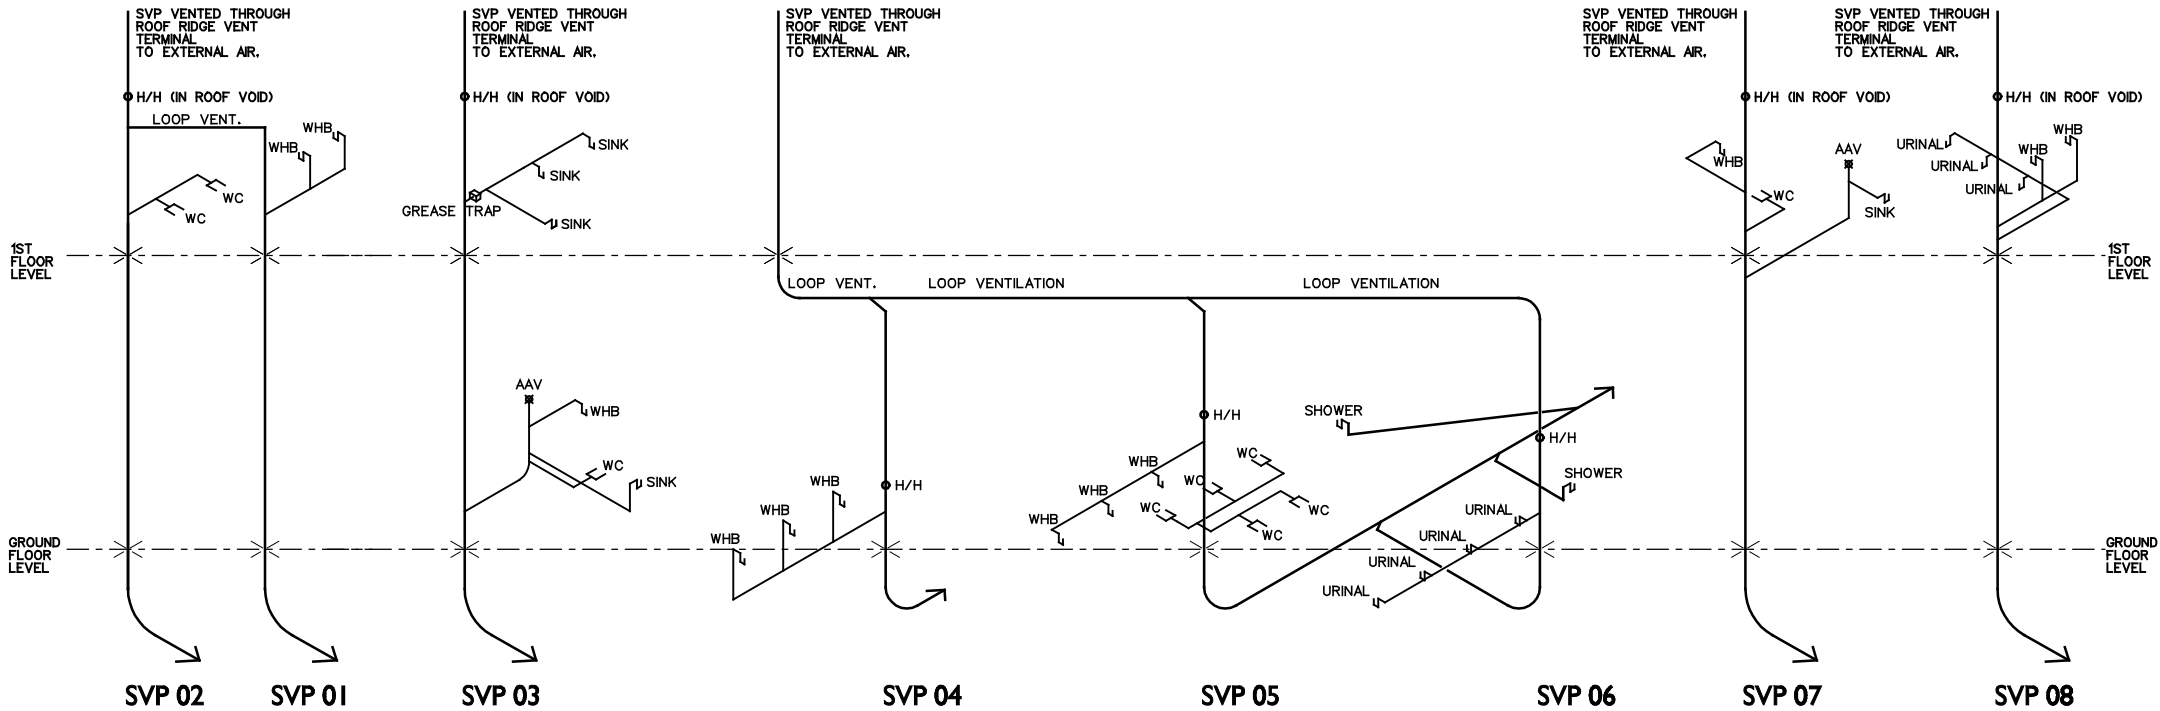 SVP VENTED THROUGH
ROOF RIDGE VENT
TERMINAL
TO EXTERNAL AIR.
SVP VENTED THROUGH
ROOF RIDGE VENT
TERMINAL
TO EXTERNAL AIR.
SVP VENTED THROUGH
ROOF RIDGE VENT
TERMINAL
TO EXTERNAL AIR.
SVP VENTED THROUGH
ROOF RIDGE VENT
TERMINAL
TO EXTERNAL AIR.
SVP VENTED THROUGH
ROOF RIDGE VENT
TERMINAL
TO EXTERNAL AIR.
H/H (IN ROOF VOID)
H/H (IN ROOF VOID)
H/H (IN ROOF VOID)
H/H (IN ROOF VOID)
LOOP VENT.
WHB
WHB
WC
WC
SINK
SINK
SINK
GREASE TRAP
WHB
WC
AAV
SINK
URINAL
URINAL
URINAL
WHB
WHB
1ST
FLOOR
LEVEL
1ST
FLOOR
LEVEL
LOOP VENT.
LOOP VENTILATION
LOOP VENTILATION
AAV
WHB
WC
SINK
WHB
WHB
WHB
H/H
H/H
WHB
WHB
WHB
WC
WC
WC
WC
WC
SHOWER
H/H
SHOWER
URINAL
URINAL
URINAL
URINAL
GROUND
FLOOR
LEVEL
GROUND
FLOOR
LEVEL
SVP 02
SVP 01
SVP 03
SVP 04
SVP 05
SVP 06
SVP 07
SVP 08